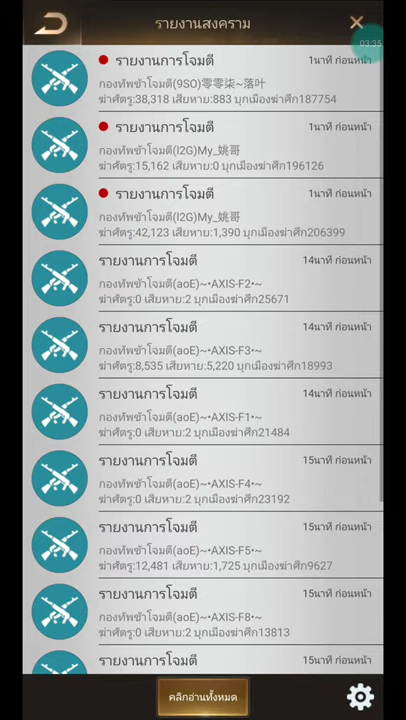 รายงานสงคราม
03:35
รายงานการโจมตี
1นาที ก่อนหน้า
กองทัพข้าโจมตี(9SO)零零柒~落叶
ฆ่าศัตรู:38,318 เสียหาย:883 บุกเมืองฆ่าศึก187754
รายงานการโจมตี
1นาที ก่อนหน้า
กองทัพข้าโจมตี(I2G)My_姚哥
ฆ่าศัตรู:15,162 เสียหาย:0 บุกเมืองฆ่าศึก196126
รายงานการโจมตี
1นาที ก่อนหน้า
กองทัพข้าโจมตี(I2G)My_姚哥
ฆ่าศัตรู:42,123 เสียหาย:1,390 บุกเมืองฆ่าศึก206399
รายงานการโจมตี
14นาที ก่อนหน้า
กองทัพข้าโจมตี(aoE)~•AXIS-F2•~
ฆ่าศัตรู:0 เสียหาย:2 บุกเมืองฆ่าศึก25671
รายงานการโจมตี
14นาที ก่อนหน้า
กองทัพข้าโจมตี(aoE)~•AXIS-F3•~
ฆ่าศัตรู:8,535 เสียหาย:5,220 บุกเมืองฆ่าศึก18993
รายงานการโจมตี
14นาที ก่อนหน้า
กองทัพข้าโจมตี(aoE)~•AXIS-F1•~
ฆ่าศัตรู:0 เสียหาย:2 บุกเมืองฆ่าศึก21484
รายงานการโจมตี
15นาที ก่อนหน้า
กองทัพข้าโจมตี(aoE)~•AXIS-F4•~
ฆ่าศัตรู:0 เสียหาย:2 บุกเมืองฆ่าศึก23192
รายงานการโจมตี
15นาที ก่อนหน้า
กองทัพข้าโจมตี(aoE)~•AXIS-F5•~
ฆ่าศัตรู:12,481 เสียหาย:1,725 บุกเมืองฆ่าศึก9627
รายงานการโจมตี
15นาที ก่อนหน้า
กองทัพข้าโจมตี(aoE)~•AXIS-F8•~
ฆ่าศัตรู:0 เสียหาย:2 บุกเมืองฆ่าศึก13813
รายงานการโจมตี
15นาที ก่อนหน้า
คลิกอ่านทั้งหมด